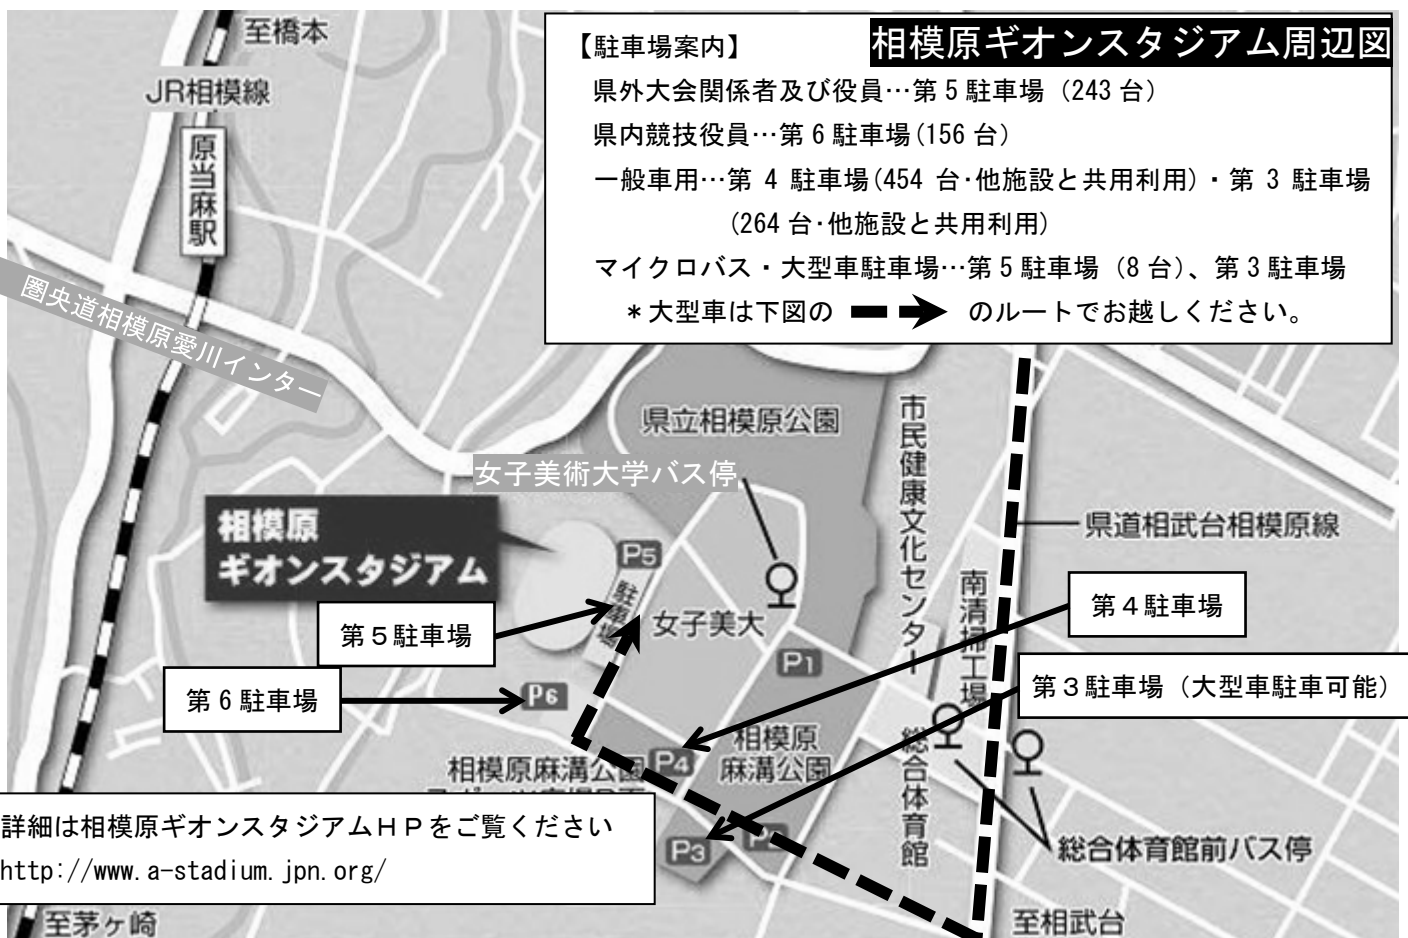 至橋本
JR相模線
原当麻駅
圏央道相模原愛川インター
相模原ギオンスタジアム周辺図
【駐車場案内】
県外大会関係者及び役員…第5駐車場（243台）
県内競技役員…第6駐車場(156台)
一般車用…第4駐車場(454台・他施設と共用利用)・第3駐車場
(264台・他施設と共用利用)
マイクロバス・大型車駐車場…第5駐車場（8台）、第3駐車場
＊大型車は下図の のルートでお越しください。
県立相模原公園
女子美術大学バス停
市民健康文化センター
県道相武台相模原線
南清掃工場
相模原
ギオンスタジアム
P5
駐車場
女子美大
第５駐車場
第４駐車場
第６駐車場
P6
P1
第３駐車場（大型車駐車可能）
相模原
麻溝公園
P4
相模原麻溝公園
総合体育館
P3
総合体育館前バス停
詳細は相模原ギオンスタジアムＨＰをご覧ください
http://www.a-stadium.jpn.org/
至茅ヶ崎
至相武台